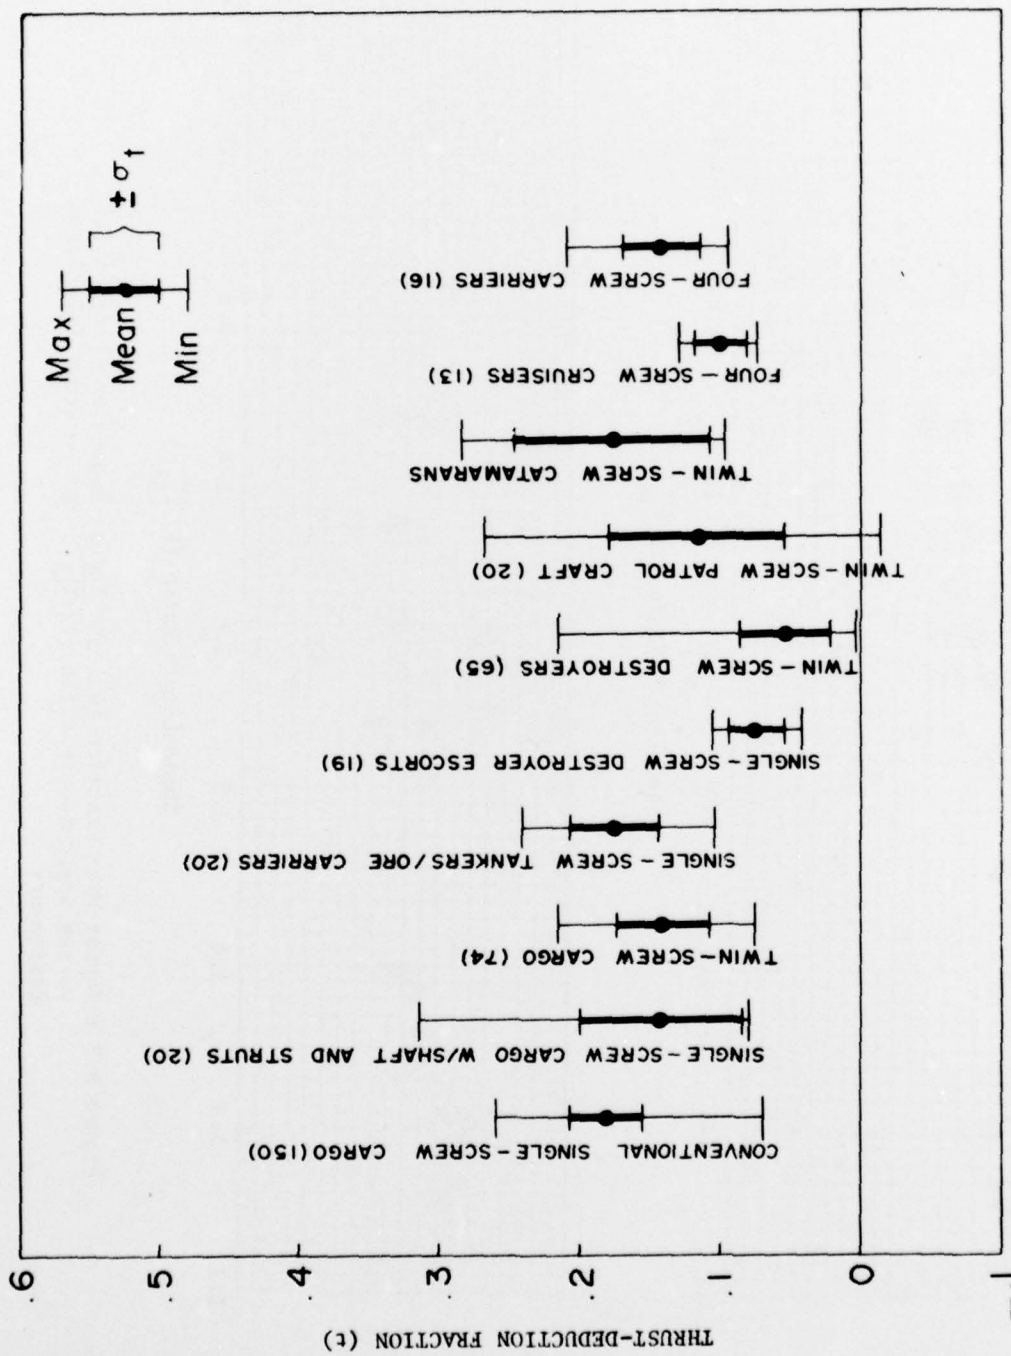 Max
Mean
Min
± σt
FOUR-SCREW CARRIERS (16)
FOUR-SCREW CRUISERS (13)
TWIN-SCREW CATAMARANS
TWIN-SCREW PATROL CRAFT (20)
TWIN-SCREW DESTROYERS (65)
SINGLE-SCREW DESTROYER ESCORTS (19)
SINGLE-SCREW TANKERS/ORE CARRIERS (20)
TWIN-SCREW CARGO (74)
SINGLE-SCREW CARGO W/SHAFT AND STRUTS (20)
CONVENTIONAL SINGLE-SCREW CARGO (150)
.6
.5
.4
.3
.2
.1
0
THRUST-DEDUCTION FRACTION (t)